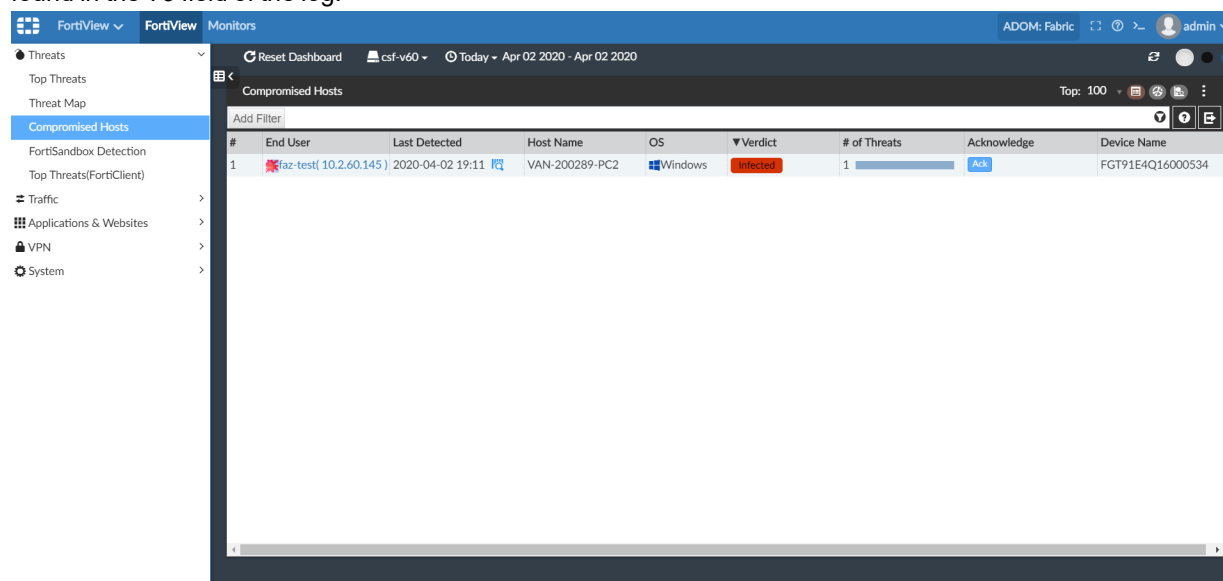 found in the TO field of the log.
FortiView FortiView Monitors ADOM: Fabric admin
Threats
Top Threats
Threat Map
Compromised Hosts
FortiSandbox Detection
Top Threats(FortiClient)
Traffic
Applications & Websites
VPN
System
Reset Dashboard csf-v60 Today Apr 02 2020 - Apr 02 2020
Compromised Hosts Top: 100
Add Filter
# End User Last Detected Host Name OS Verdict # of Threats Acknowledge Device Name
1 faz-test( 10.2.60.145 ) 2020-04-02 19:11 VAN-200289-PC2 Windows Infected 1 Ack FGT91E4Q16000534